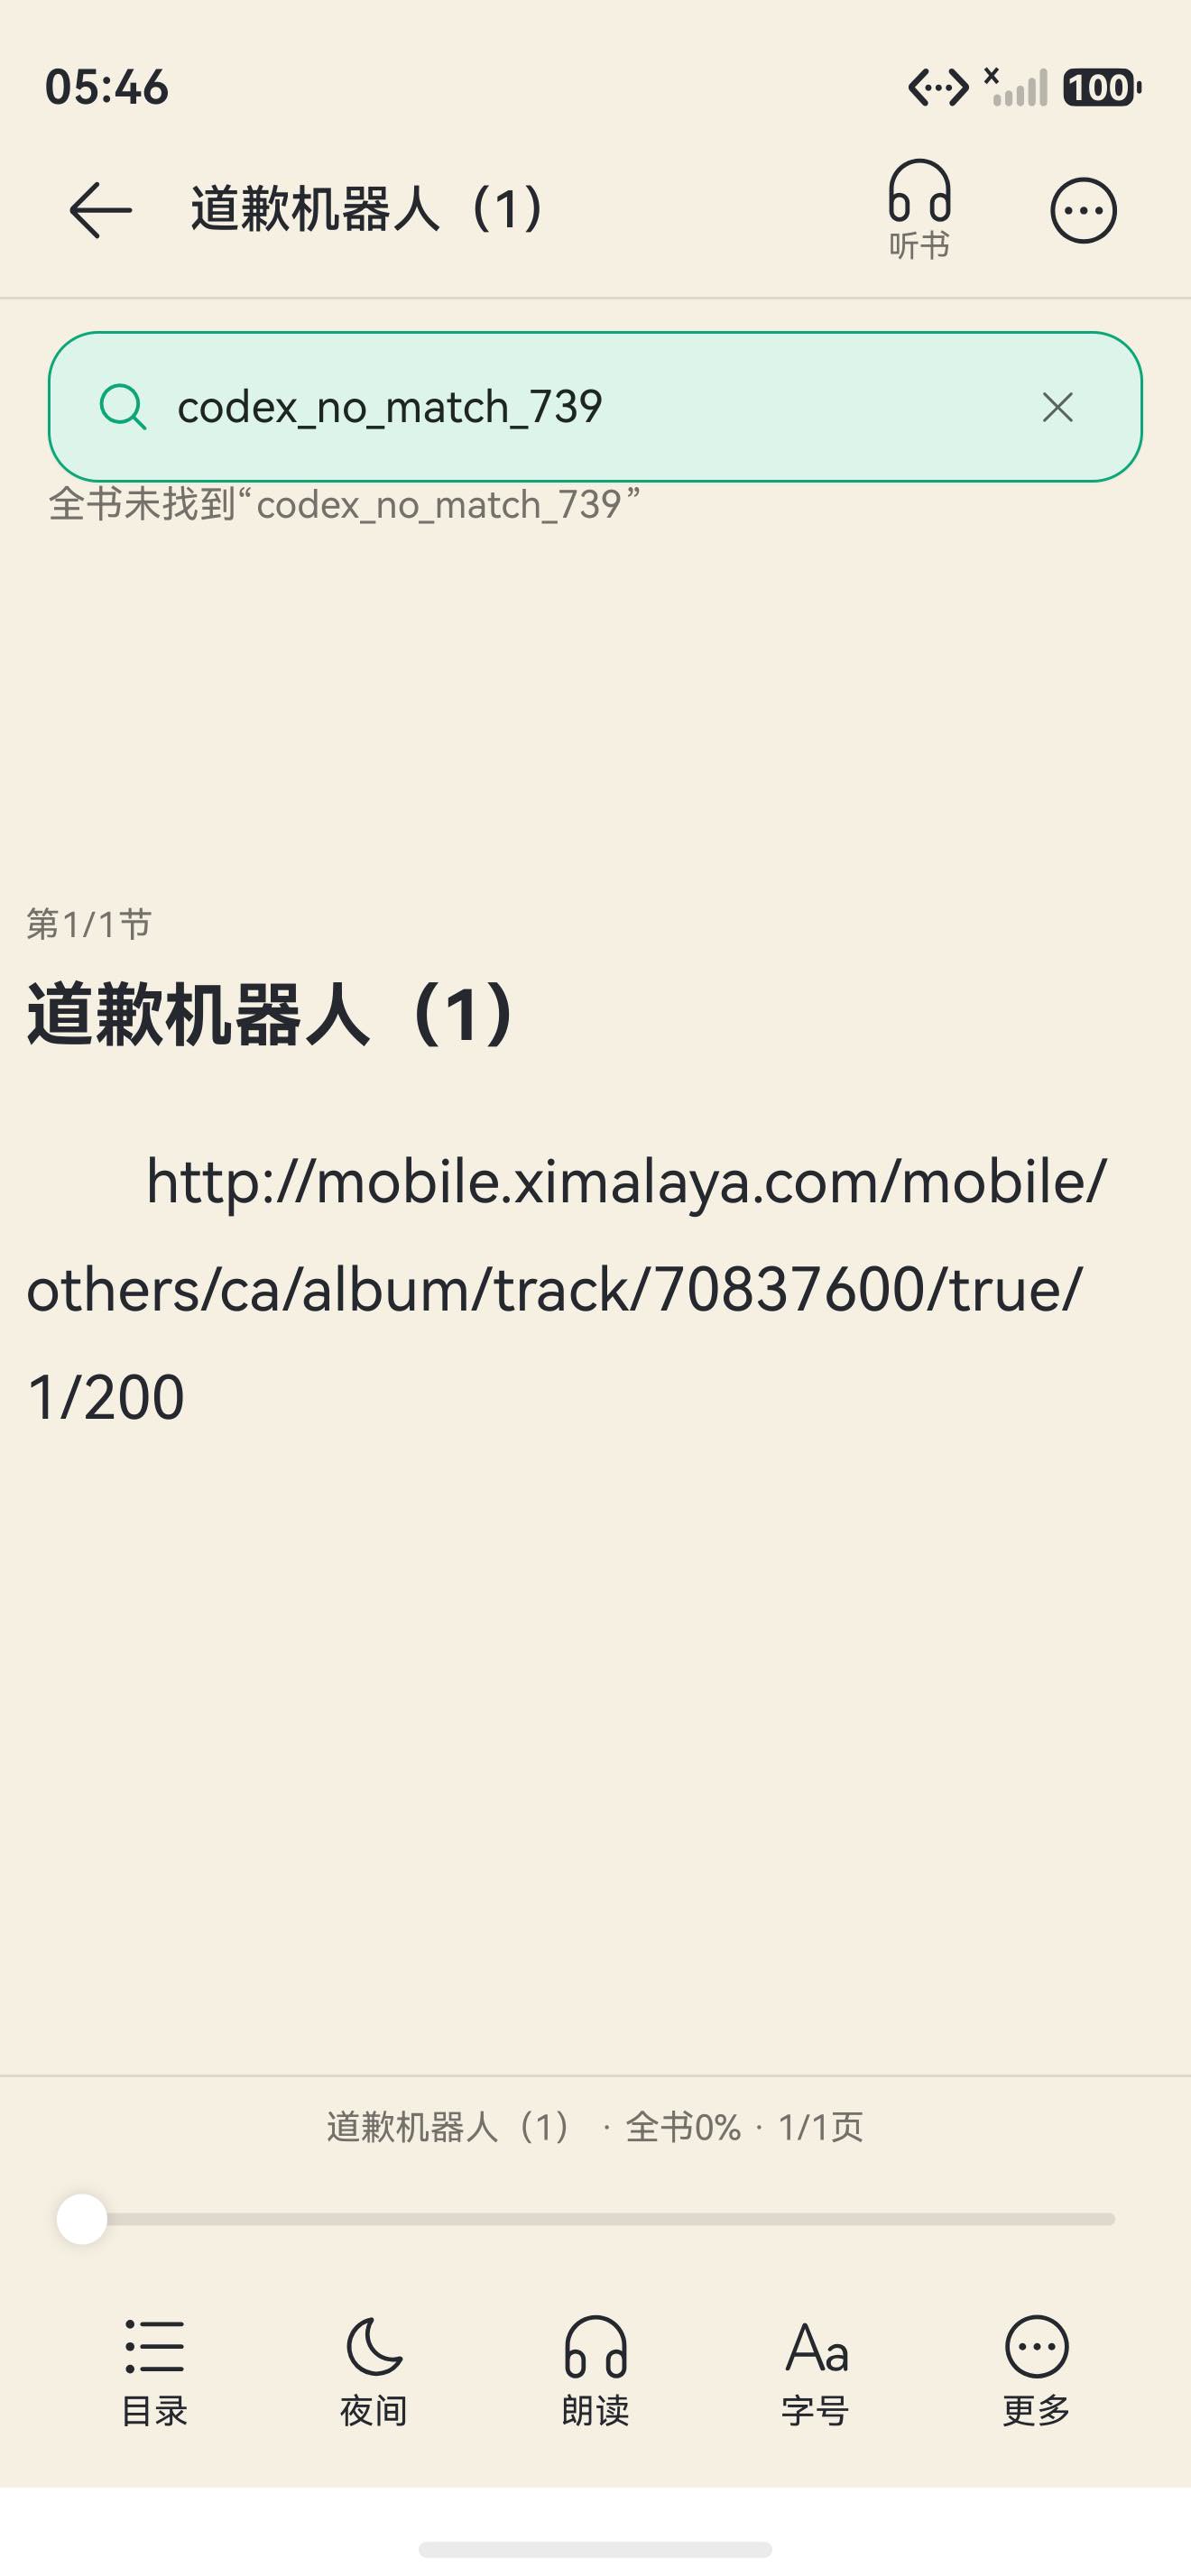 05:46
100
道歉机器人（1）
听书
codex_no_match_739
全书未找到“codex_no_match_739”
第1/1节
道歉机器人（1）
http://mobile.ximalaya.com/mobile/
others/ca/album/track/70837600/true/
1/200
道歉机器人（1） · 全书0% · 1/1页
目录
夜间
朗读
字号
更多